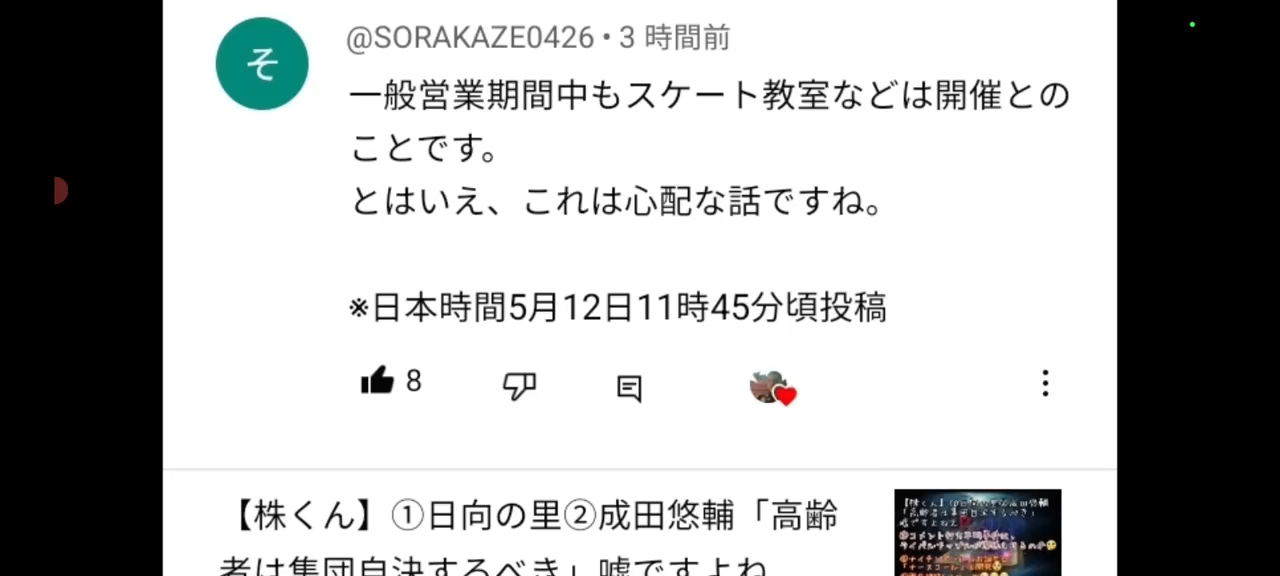 そ
@SORAKAZE0426 • 3 時間前
一般営業期間中もスケート教室などは開催との
ことです。
とはいえ、これは心配な話ですね。
※日本時間5月12日11時45分頃投稿
8
【株くん】①日向の里②成田悠輔「高齢
者は集団自決するべき」嘘ですよね